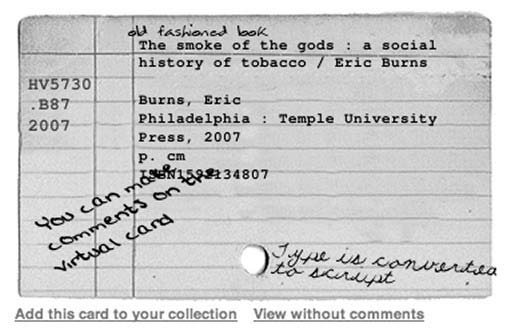 old fashioned look
The smoke of the gods : a social
history of tobacco / Eric Burns
HV5730
.B87
2007
Burns, Eric
Philadelphia : Temple University
Press, 2007
p. cm
ISBN1592134807
You can make
comments on the
virtual card
Type is converted
to script
Add this card to your collection
View without comments